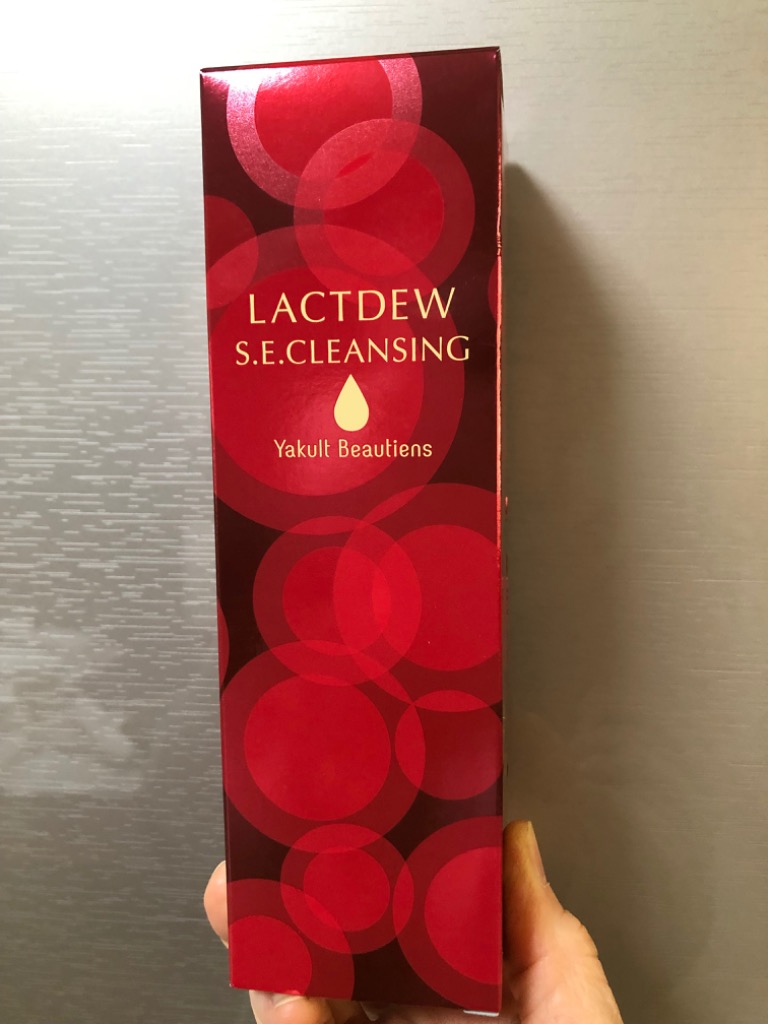 LACTDEW
S.E.CLEANSING
Yakult Beautiens